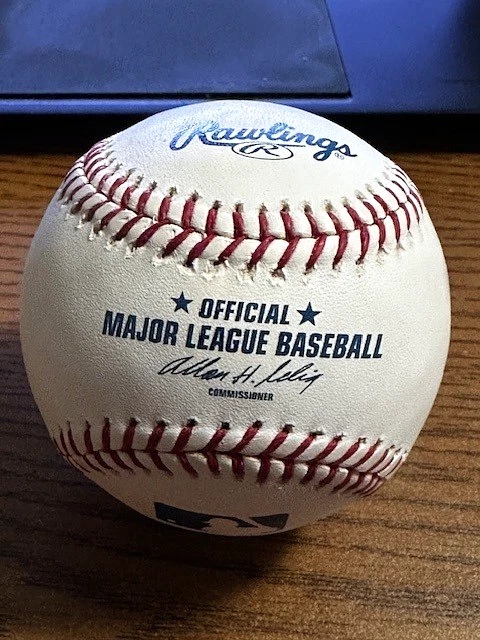 Rawlings®
R
★ OFFICIAL ★
MAJOR LEAGUE BASEBALL
Allan H. Selig
COMMISSIONER